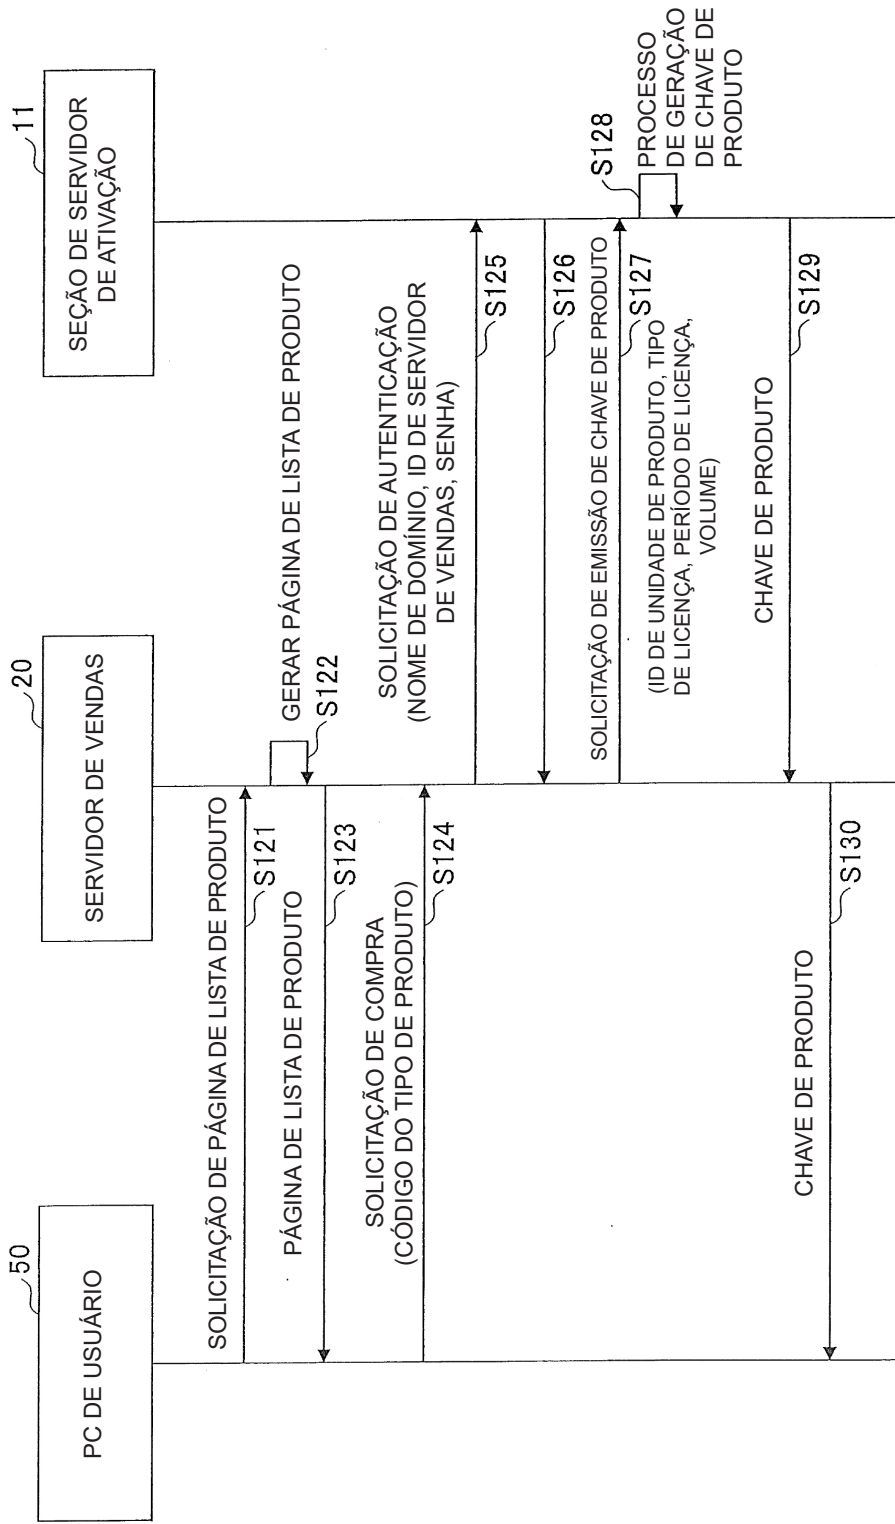 50
PC DE USUÁRIO
20
SERVIDOR DE VENDAS
11
SEÇÃO DE SERVIDOR
DE ATIVAÇÃO
SOLICITAÇÃO DE PÁGINA DE LISTA DE PRODUTO
S121
GERAR PÁGINA DE LISTA DE PRODUTO
S122
PÁGINA DE LISTA DE PRODUTO
S123
SOLICITAÇÃO DE COMPRA
(CÓDIGO DO TIPO DE PRODUTO)
S124
SOLICITAÇÃO DE AUTENTICAÇÃO
(NOME DE DOMÍNIO, ID DE SERVIDOR
DE VENDAS, SENHA)
S125
S126
SOLICITAÇÃO DE EMISSÃO DE CHAVE DE PRODUTO
S127
(ID DE UNIDADE DE PRODUTO, TIPO
DE LICENÇA, PERÍODO DE LICENÇA,
VOLUME)
S128
PROCESSO
DE GERAÇÃO
DE CHAVE DE
PRODUTO
CHAVE DE PRODUTO
S129
CHAVE DE PRODUTO
S130